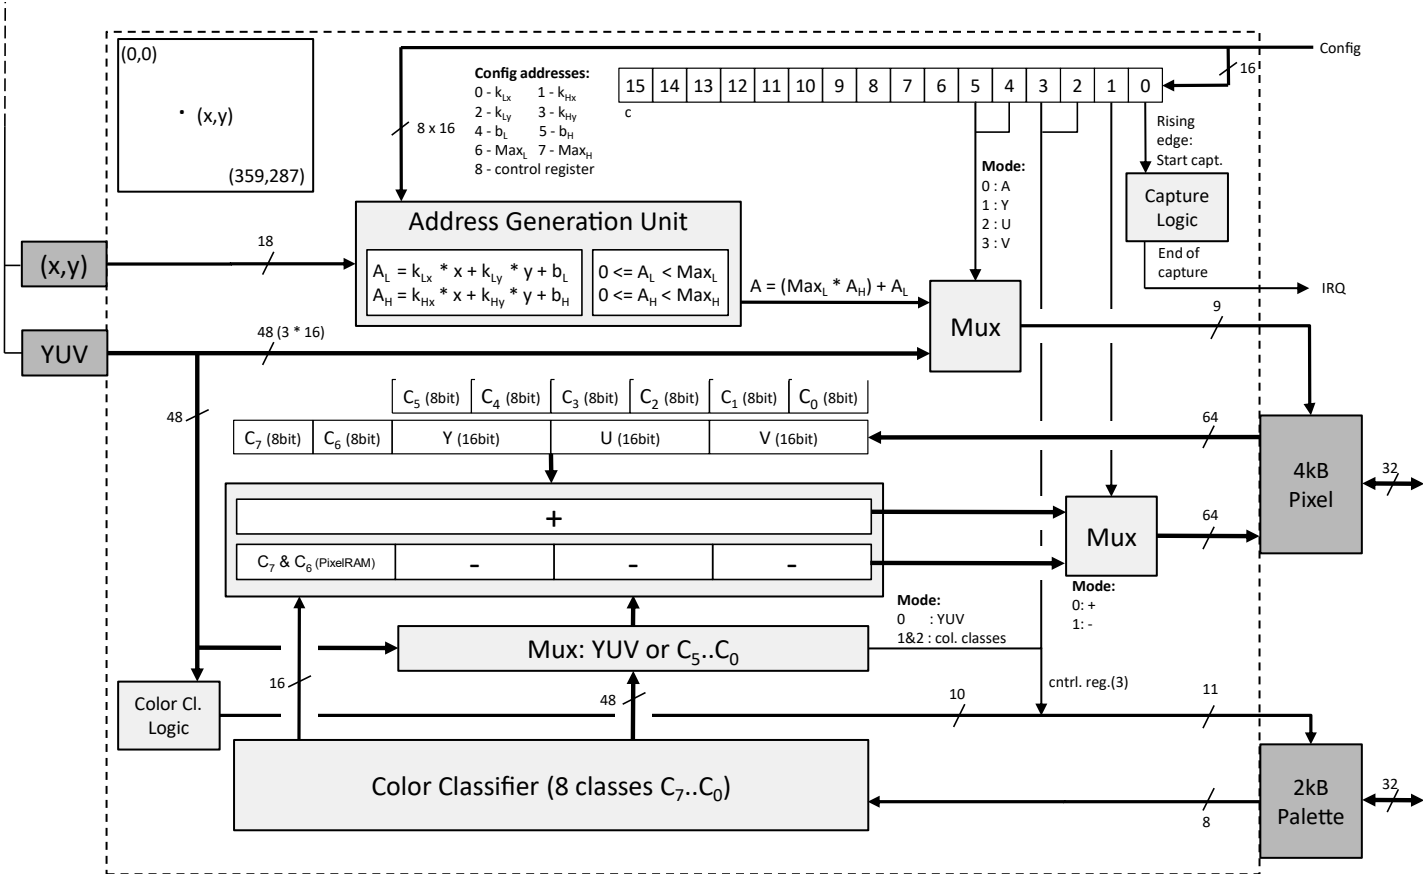 (0,0)
(x,y)
(359,287)
Config
16
Config addresses:
0 - kLx 1 - kHx
2 - kLy 3 - kHy
4 - bL 5 - bH
6 - MaxL 7 - MaxH
8 - control register
8 x 16
15 14 13 12 11 10 9 8 7 6 5 4 3 2 1 0
c
Rising
edge:
Start capt.
Mode:
0 : A
1 : Y
2 : U
3 : V
Capture
Logic
End of
capture
IRQ
(x,y)
18
Address Generation Unit
AL = kLx * x + kLy * y + bL
AH = kHx * x + kHy * y + bH
0 <= AL < MaxL
0 <= AH < MaxH
A = (MaxL * AH) + AL
Mux
9
YUV
48 (3 * 16)
48
C5 (8bit) C4 (8bit) C3 (8bit) C2 (8bit) C1 (8bit) C0 (8bit)
C7 (8bit) C6 (8bit) Y (16bit) U (16bit) V (16bit)
64
4kB
Pixel
32
+
C7 & C6 (PixelRAM) - - -
Mux
64
Mode:
0: +
1: -
Mode:
0 : YUV
1&2 : col. classes
Mux: YUV or C5..C0
16
48
cntrl. reg.(3)
Color Cl.
Logic
10
11
Color Classifier (8 classes C7..C0)
8
2kB
Palette
32